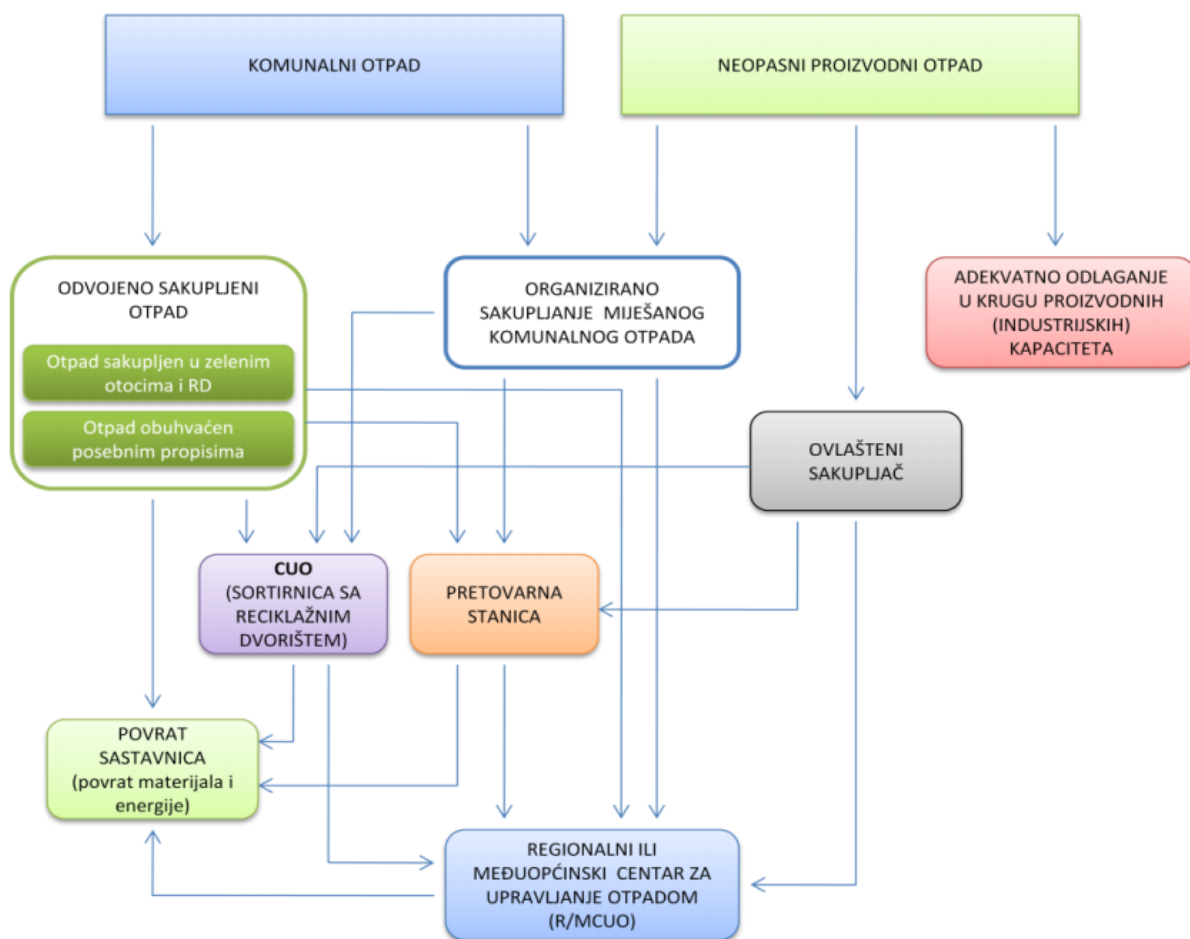 KOMUNALNI OTPAD
NEOPASNI PROIZVODNI OTPAD
ODVOJENO SAKUPLJENI
OTPAD
Otpad sakupljen u zelenim
otocima i RD
Otpad obuhvaćen
posebnim propisima
ORGANIZIRANO
SAKUPLJANJE MIJEŠANOG
KOMUNALNOG OTPADA
ADEKVATNO ODLAGANJE
U KRUGU PROIZVODNIH
(INDUSTRIJSKIH)
KAPACITETA
OVLAŠTENI
SAKUPLJAČ
CUO
(SORTIRNICA SA
RECIKLAŽNIM
DVORIŠTEM)
PRETOVARNA
STANICA
POVRAT
SASTAVNICA
(povrat materijala i
energije)
REGIONALNI ILI
MEĐUOPĆINSKI CENTAR ZA
UPRAVLJANJE OTPADOM
(R/MCUO)